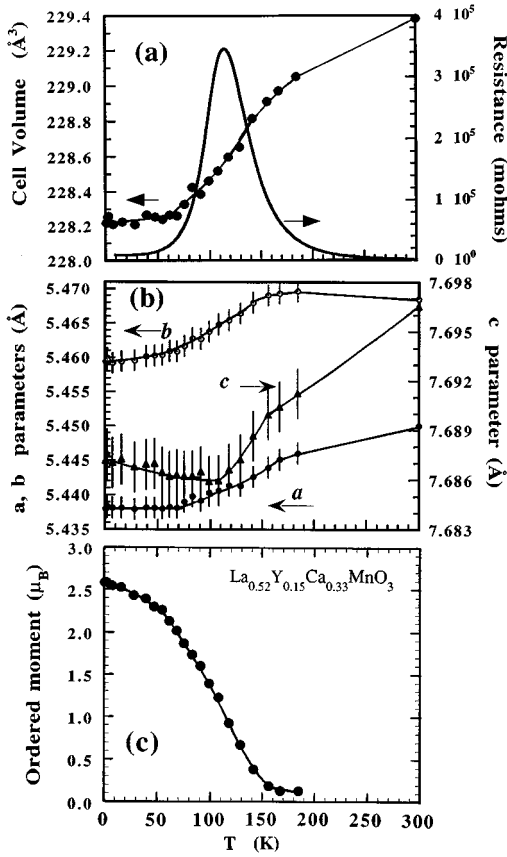 (a)
Cell Volume (Å³)
229.4
229.2
229.0
228.8
228.6
228.4
228.2
228.0
4 10⁵
3 10⁵
2 10⁵
1 10⁵
0 10⁰
Resistance (mohms)
(b)
a, b parameters (Å)
5.470
5.465
5.460
5.455
5.450
5.445
5.440
5.435
b
c
a
7.698
7.695
7.692
7.689
7.686
7.683
c parameter (Å)
La0.52Y0.15Ca0.33MnO3
(c)
Ordered moment (μB)
3.0
2.5
2.0
1.5
1.0
0.5
0.0
0 50 100 150 200 250 300
T (K)